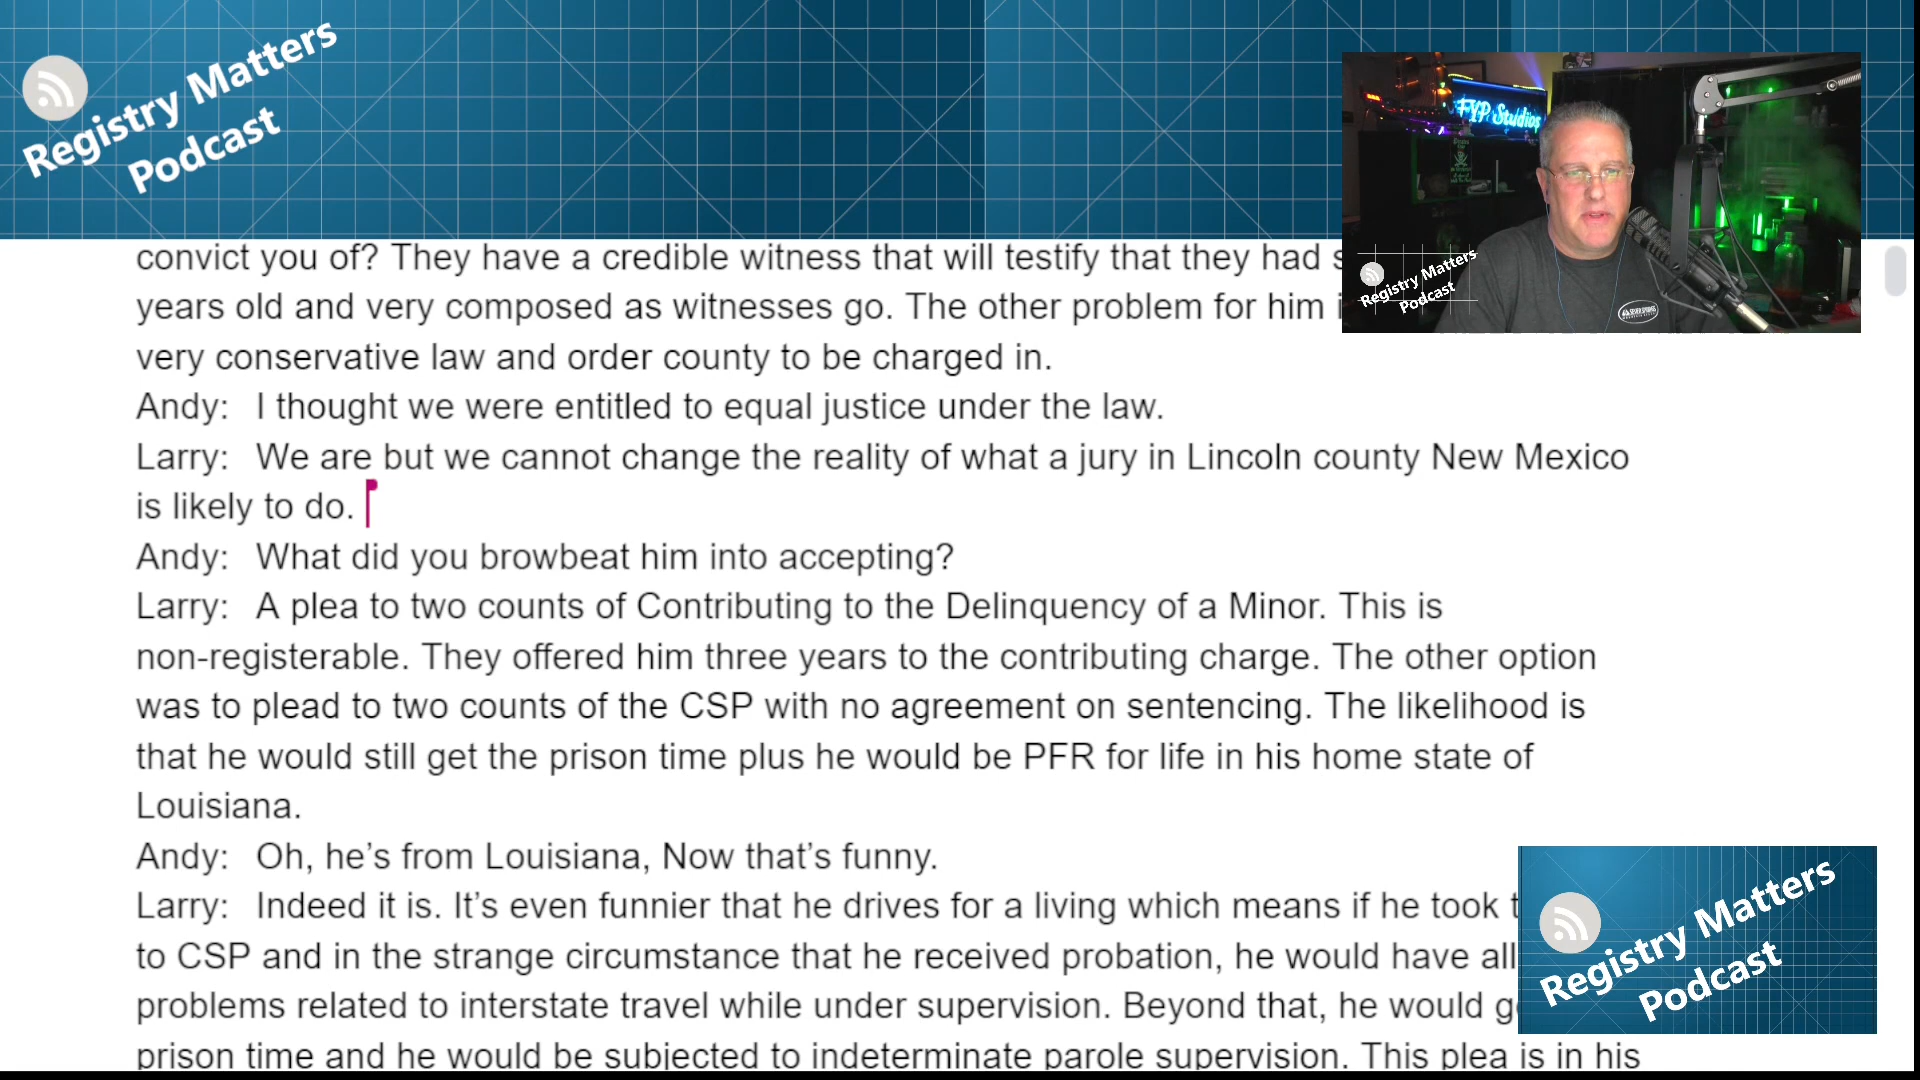 Registry Matters
Podcast
FYP Studios
Registry Matters
Podcast
convict you of? They have a credible witness that will testify that they had
years old and very composed as witnesses go. The other problem for him
very conservative law and order county to be charged in.
Andy: I thought we were entitled to equal justice under the law.
Larry: We are but we cannot change the reality of what a jury in Lincoln county New Mexico
is likely to do.
Andy: What did you browbeat him into accepting?
Larry: A plea to two counts of Contributing to the Delinquency of a Minor. This is
non-registerable. They offered him three years to the contributing charge. The other option
was to plead to two counts of the CSP with no agreement on sentencing. The likelihood is
that he would still get the prison time plus he would be PFR for life in his home state of
Louisiana.
Andy: Oh, he’s from Louisiana, Now that’s funny.
Larry: Indeed it is. It’s even funnier that he drives for a living which means if he took
to CSP and in the strange circumstance that he received probation, he would have all
problems related to interstate travel while under supervision. Beyond that, he would
prison time and he would be subjected to indeterminate parole supervision. This plea is in his
Registry Matters
Podcast